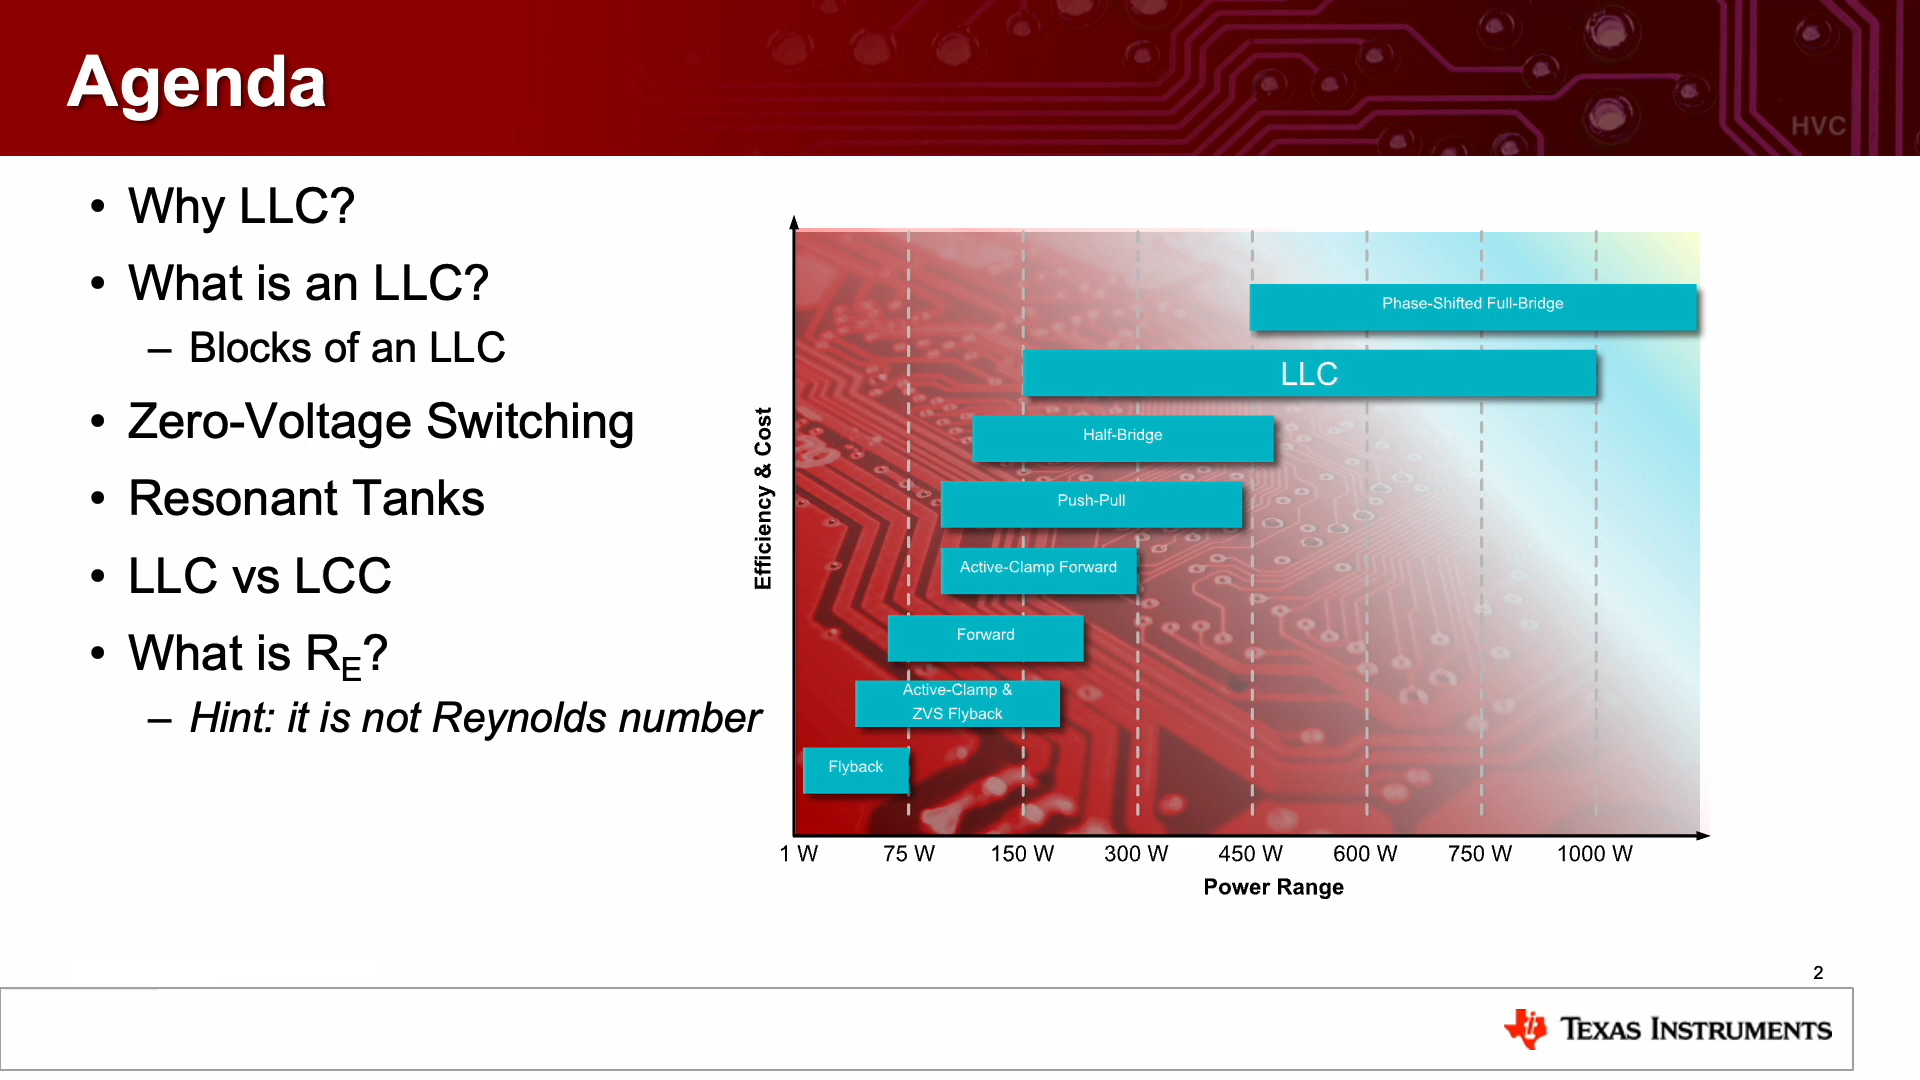 Agenda
HVC
• Why LLC?
• What is an LLC?
– Blocks of an LLC
• Zero-Voltage Switching
• Resonant Tanks
• LLC vs LCC
• What is RE?
– Hint: it is not Reynolds number
Efficiency & Cost
Phase-Shifted Full-Bridge
LLC
Half-Bridge
Push-Pull
Active-Clamp Forward
Forward
Active-Clamp &
ZVS Flyback
Flyback
1 W 75 W 150 W 300 W 450 W 600 W 750 W 1000 W
Power Range
2
TEXAS INSTRUMENTS